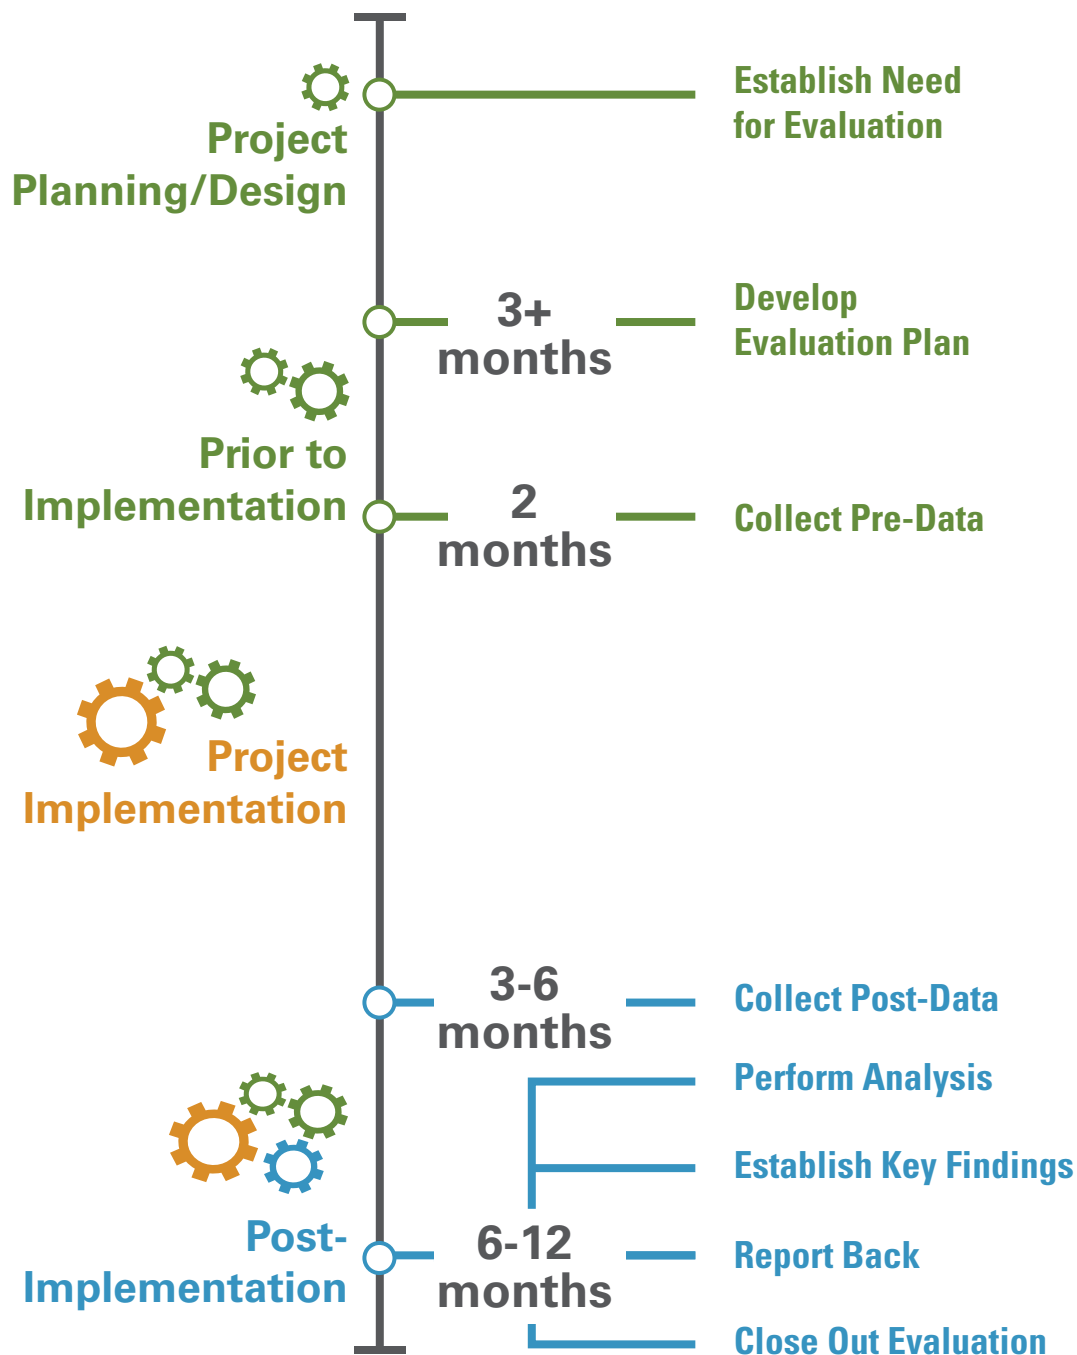 Project
Planning/Design
Establish Need
for Evaluation
3+
months
Develop
Evaluation Plan
Prior to
Implementation
2
months
Collect Pre-Data
Project
Implementation
3-6
months
Collect Post-Data
Perform Analysis
Establish Key Findings
Post-
Implementation
6-12
months
Report Back
Close Out Evaluation